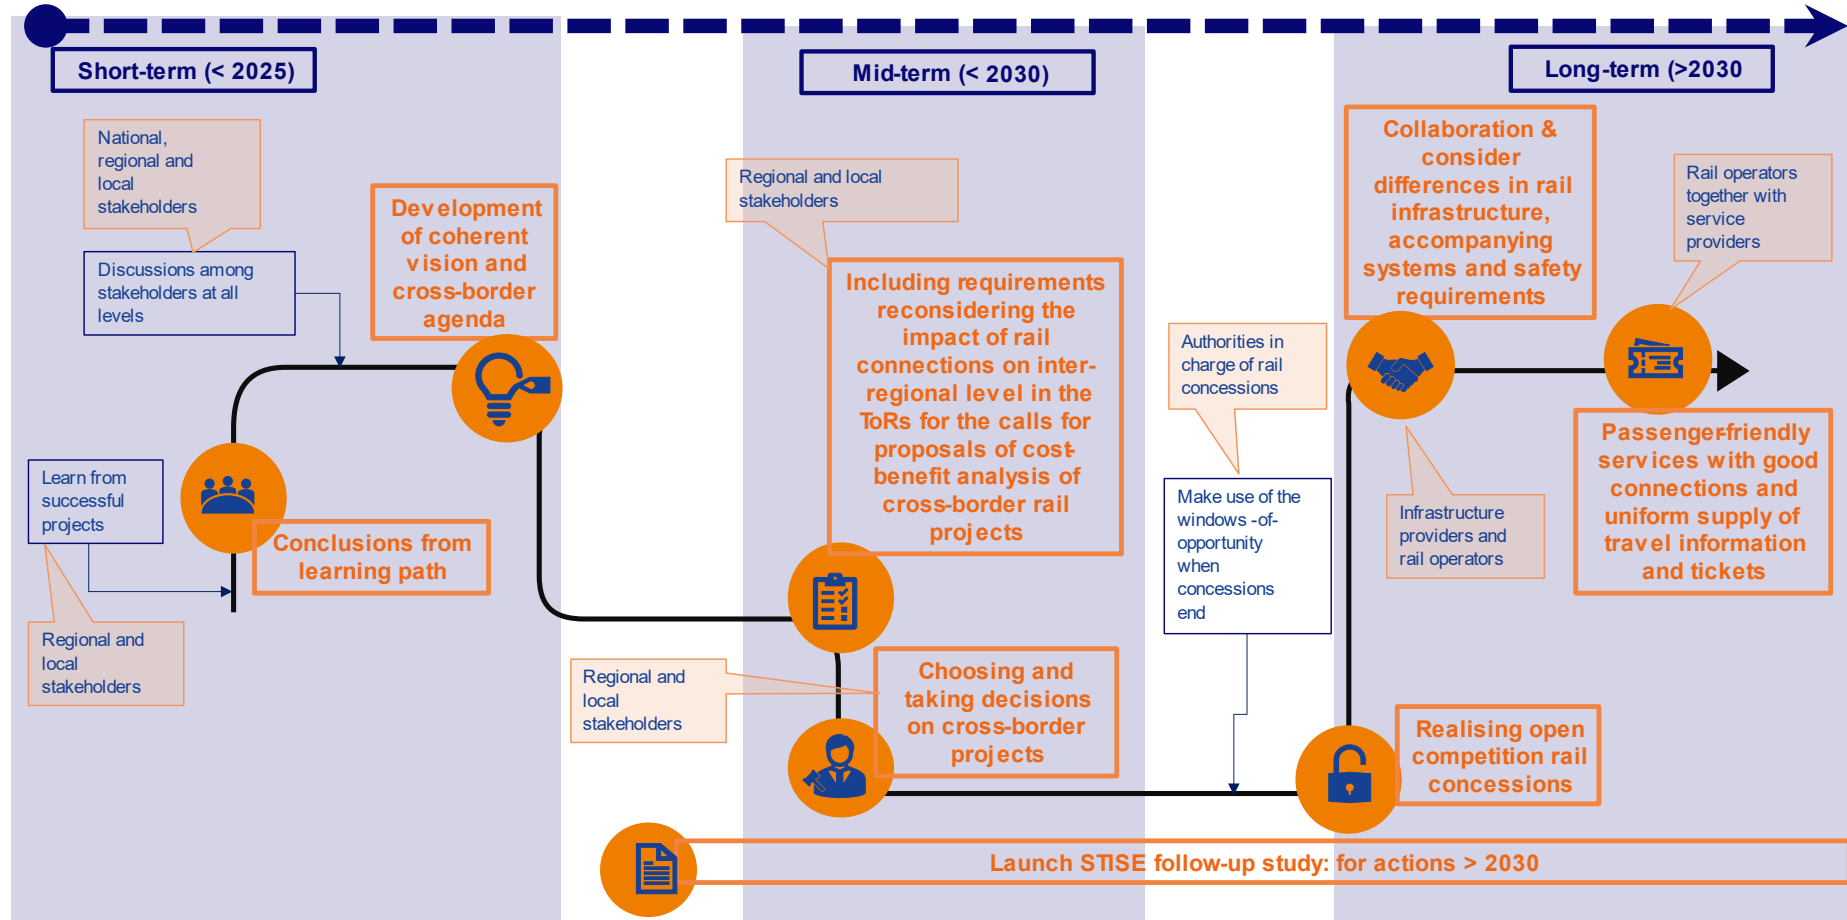 Short-term (< 2025)
Mid-term (< 2030)
Long-term (>2030
National,
regional and
local
stakeholders
Discussions among
stakeholders at all
levels
Development
of coherent
vision and
cross-border
agenda
Learn from
successful
projects
Conclusions from
learning path
Regional and
local
stakeholders
Regional and local
stakeholders
Including requirements
reconsidering the
impact of rail
connections on inter-
regional level in the
ToRs for the calls for
proposals of cost-
benefit analysis of
cross-border rail
projects
Regional and
local
stakeholders
Choosing and
taking decisions
on cross-border
projects
Authorities in
charge of rail
concessions
Make use of the
windows -of-
opportunity
when
concessions
end
Collaboration &
consider
differences in rail
infrastructure,
accompanying
systems and safety
requirements
Rail operators
together with
service
providers
Infrastructure
providers and
rail operators
Passenger-friendly
services with good
connections and
uniform supply of
travel information
and tickets
Realising open
competition rail
concessions
Launch STISE follow-up study: for actions > 2030